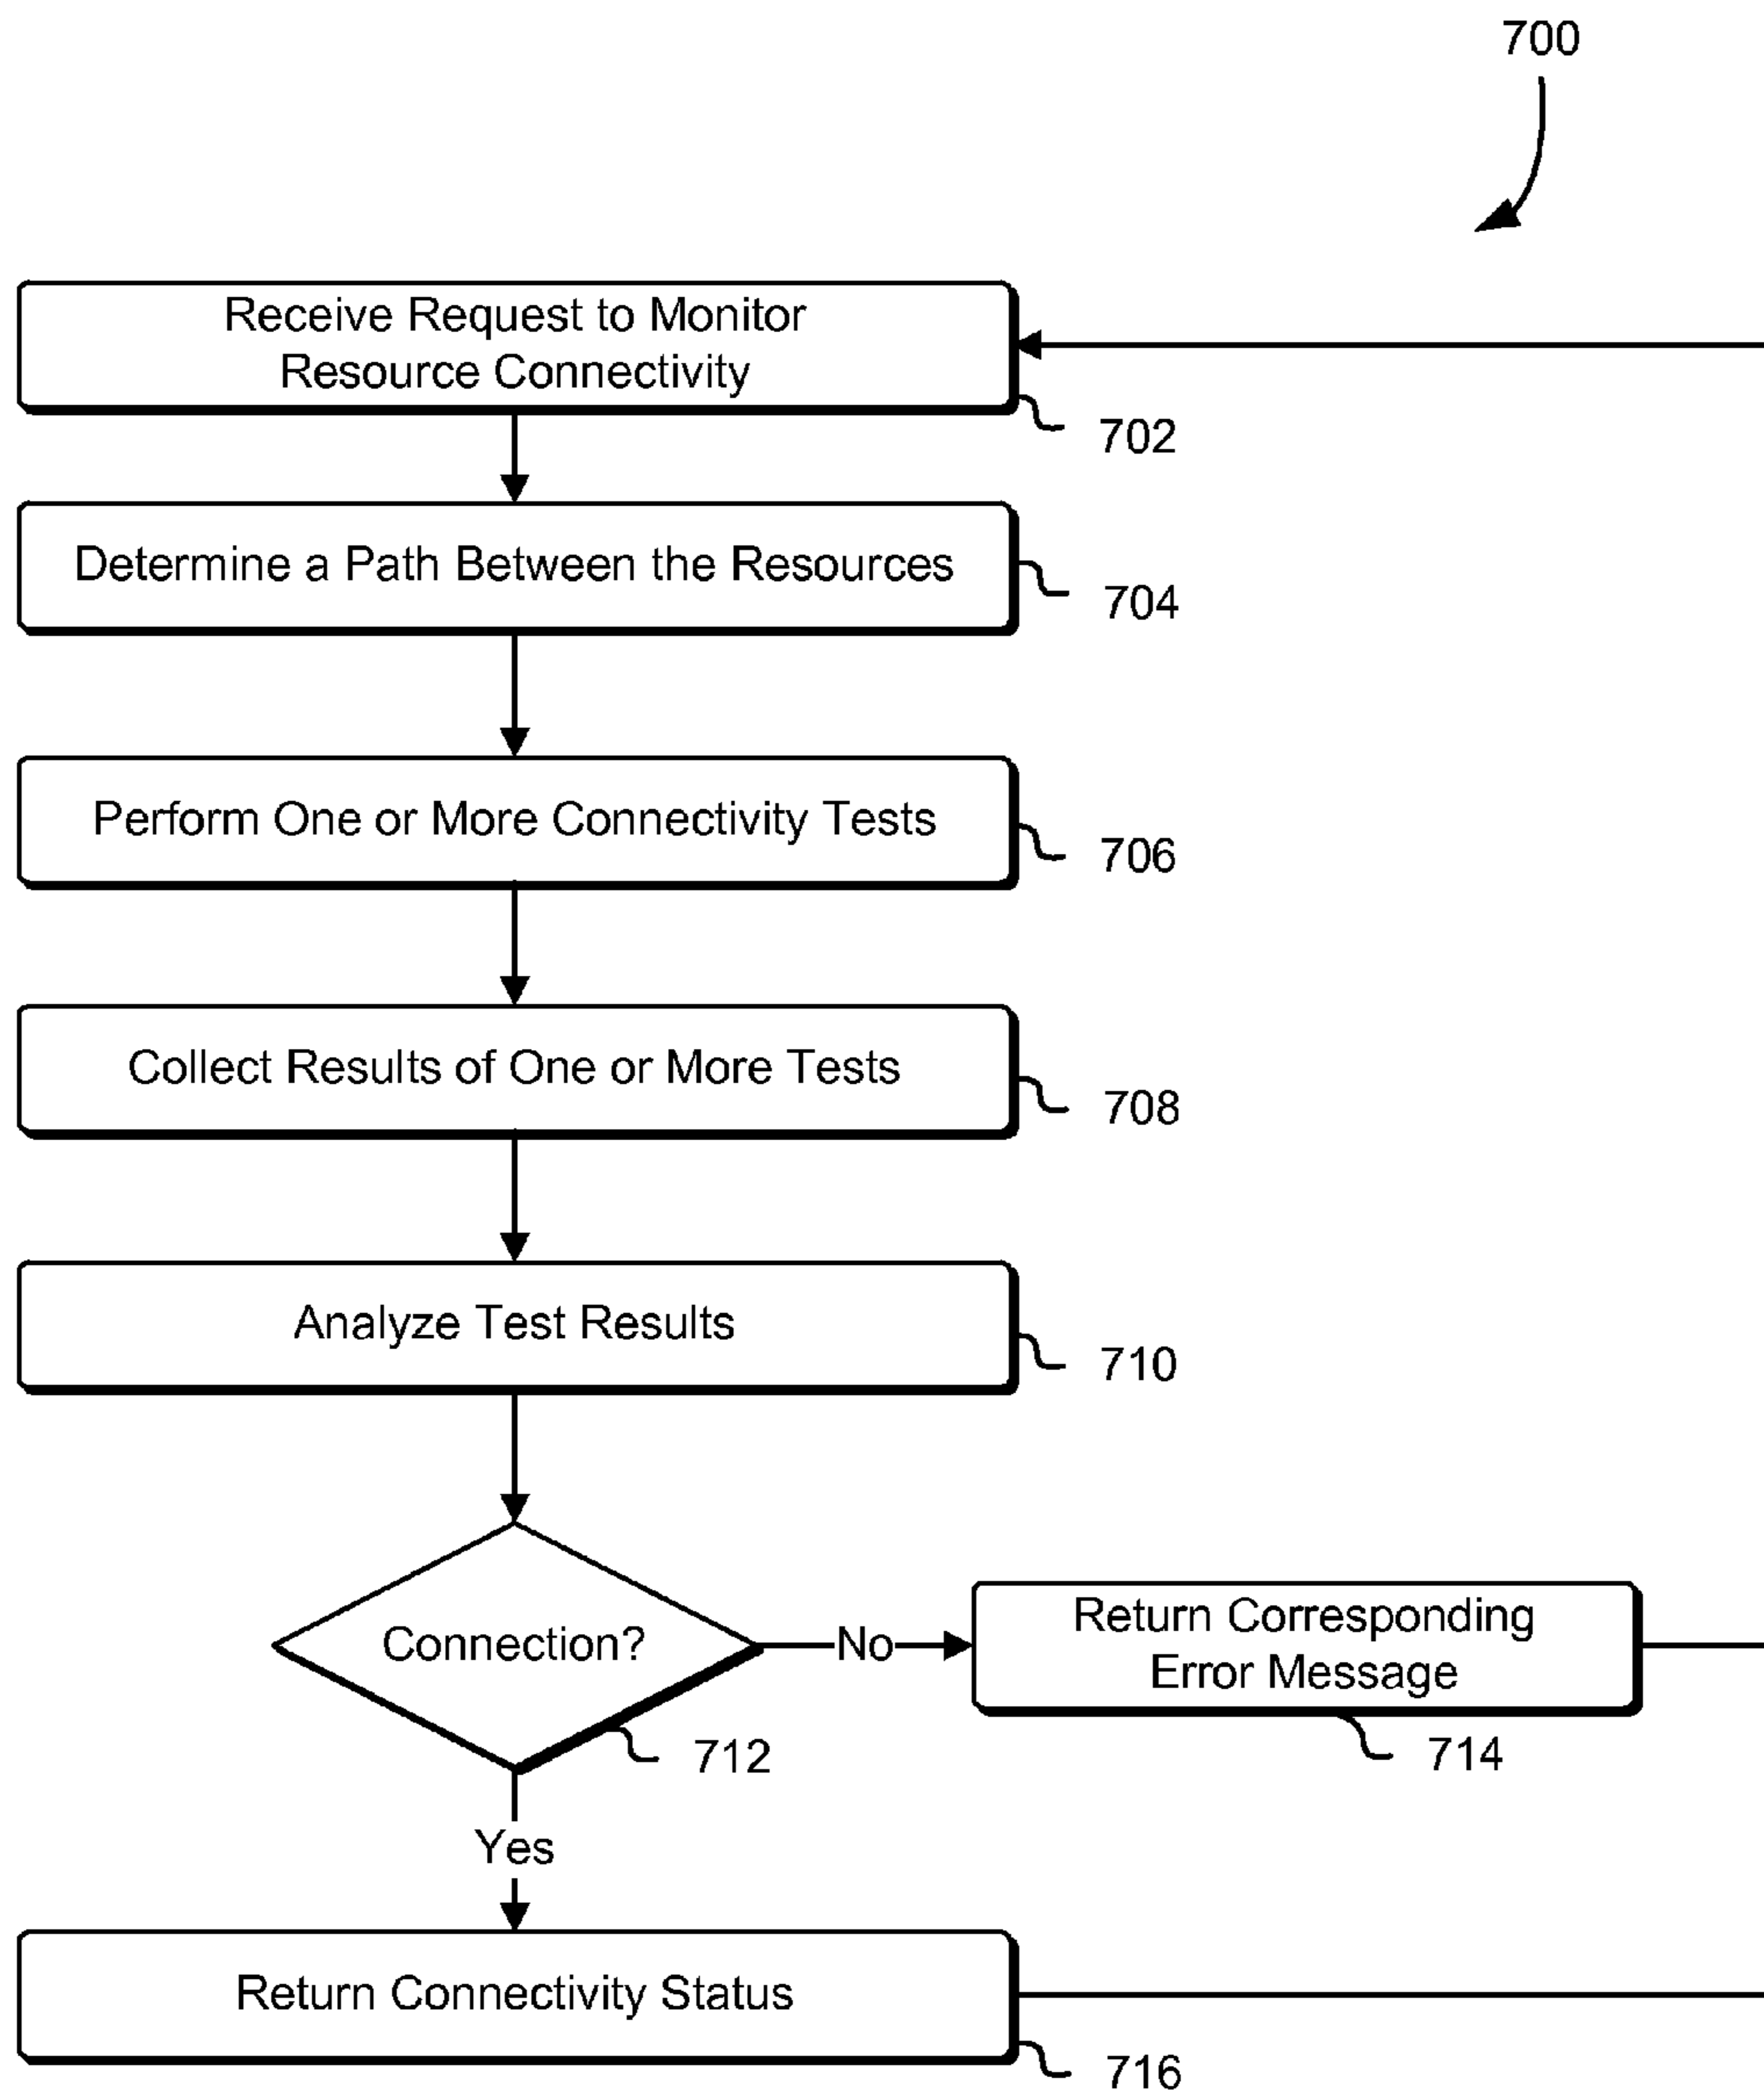 700
Receive Request to Monitor
Resource Connectivity
702
Determine a Path Between the Resources
704
Perform One or More Connectivity Tests
706
Collect Results of One or More Tests
708
Analyze Test Results
710
Connection?
No
Return Corresponding
Error Message
712
714
Yes
Return Connectivity Status
716